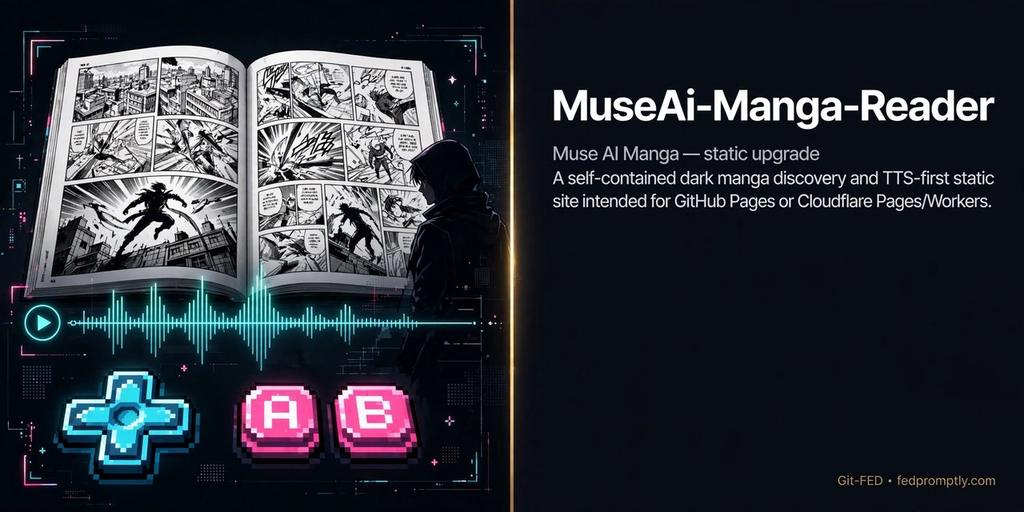 MuseAi-Manga-Reader
Muse AI Manga — static upgrade
A self-contained dark manga discovery and TTS-first static
site intended for GitHub Pages or Cloudflare Pages/Workers.
A B
Git-FED • fedpromptly.com